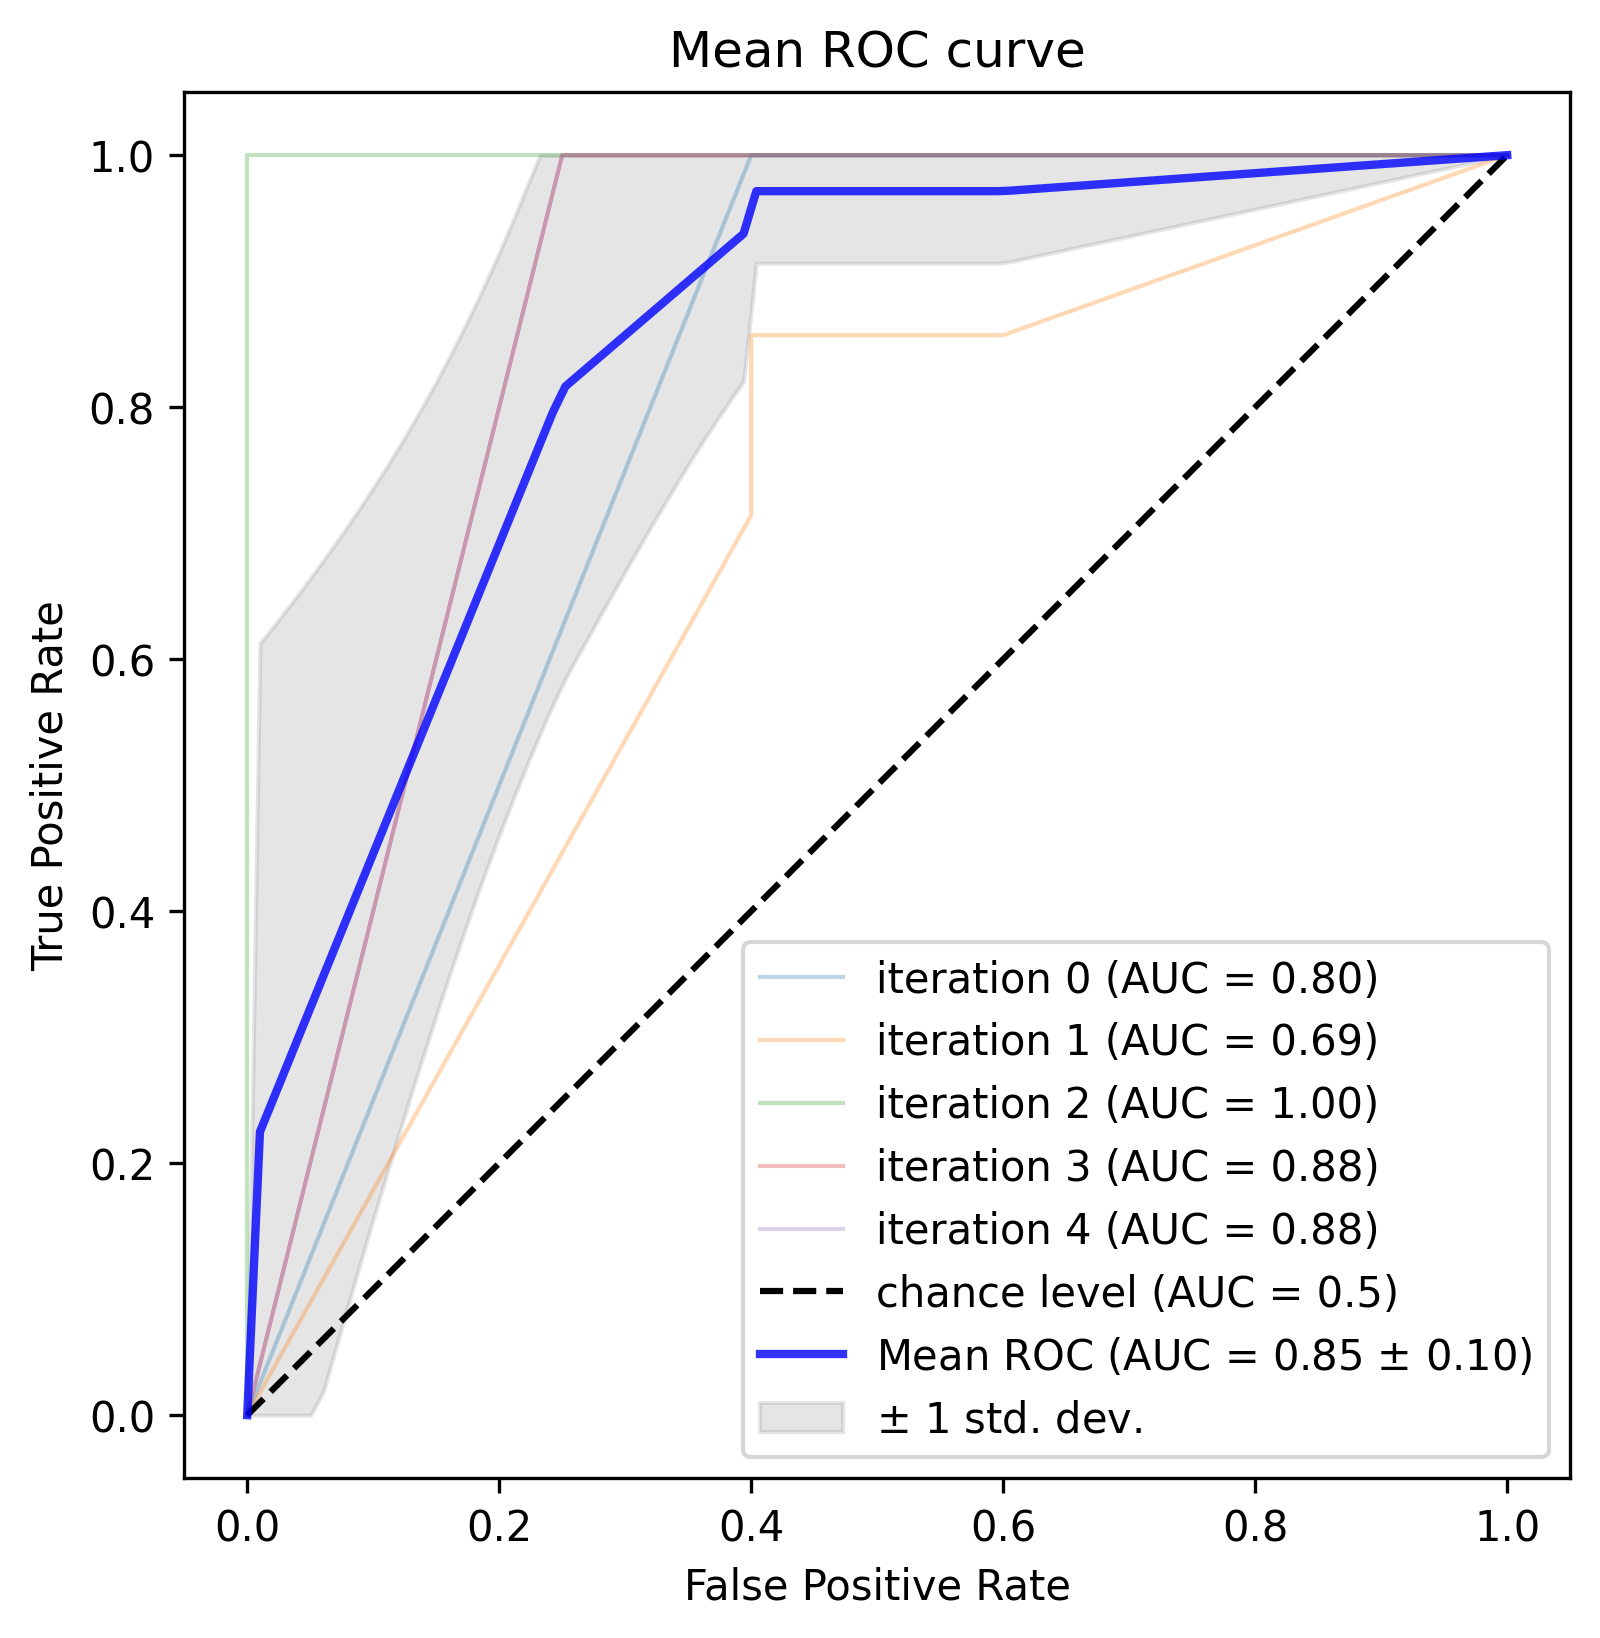 Mean ROC curve
True Positive Rate
1.0
0.8
0.6
0.4
0.2
0.0
iteration 0 (AUC = 0.80)
iteration 1 (AUC = 0.69)
iteration 2 (AUC = 1.00)
iteration 3 (AUC = 0.88)
iteration 4 (AUC = 0.88)
chance level (AUC = 0.5)
Mean ROC (AUC = 0.85 ± 0.10)
± 1 std. dev.
0.0 0.2 0.4 0.6 0.8 1.0
False Positive Rate